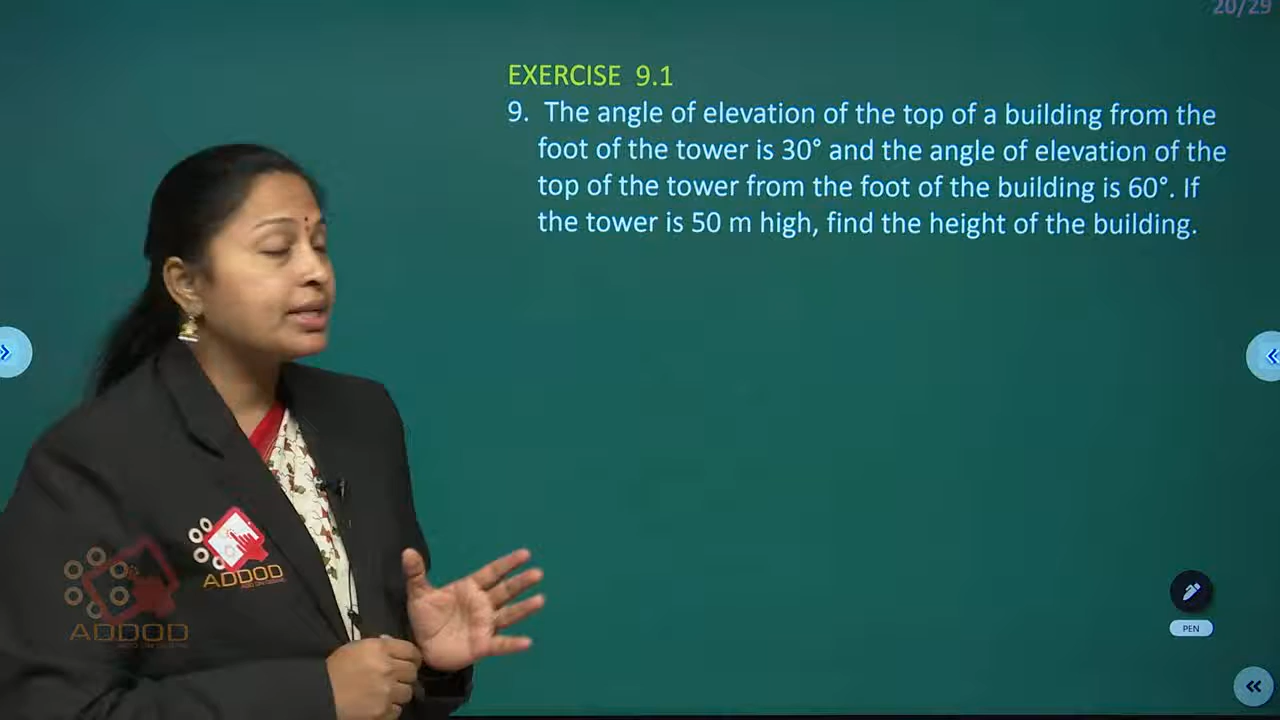 20/29
EXERCISE 9.1
9. The angle of elevation of the top of a building from the
foot of the tower is 30° and the angle of elevation of the
top of the tower from the foot of the building is 60°. If
the tower is 50 m high, find the height of the building.
ADDOD
ADDOD
PEN